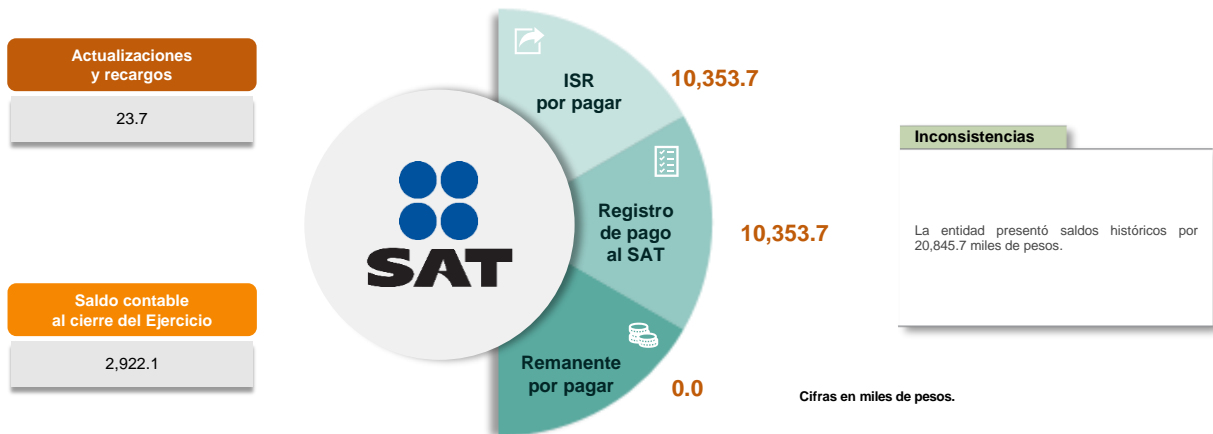 Actualizaciones
y recargos
23.7
Saldo contable
al cierre del Ejercicio
2,922.1
SAT
ISR
por pagar
10,353.7
Registro
de pago
al SAT
10,353.7
Remanente
por pagar
0.0
Inconsistencias
La entidad presentó saldos históricos por
20,845.7 miles de pesos.
Cifras en miles de pesos.